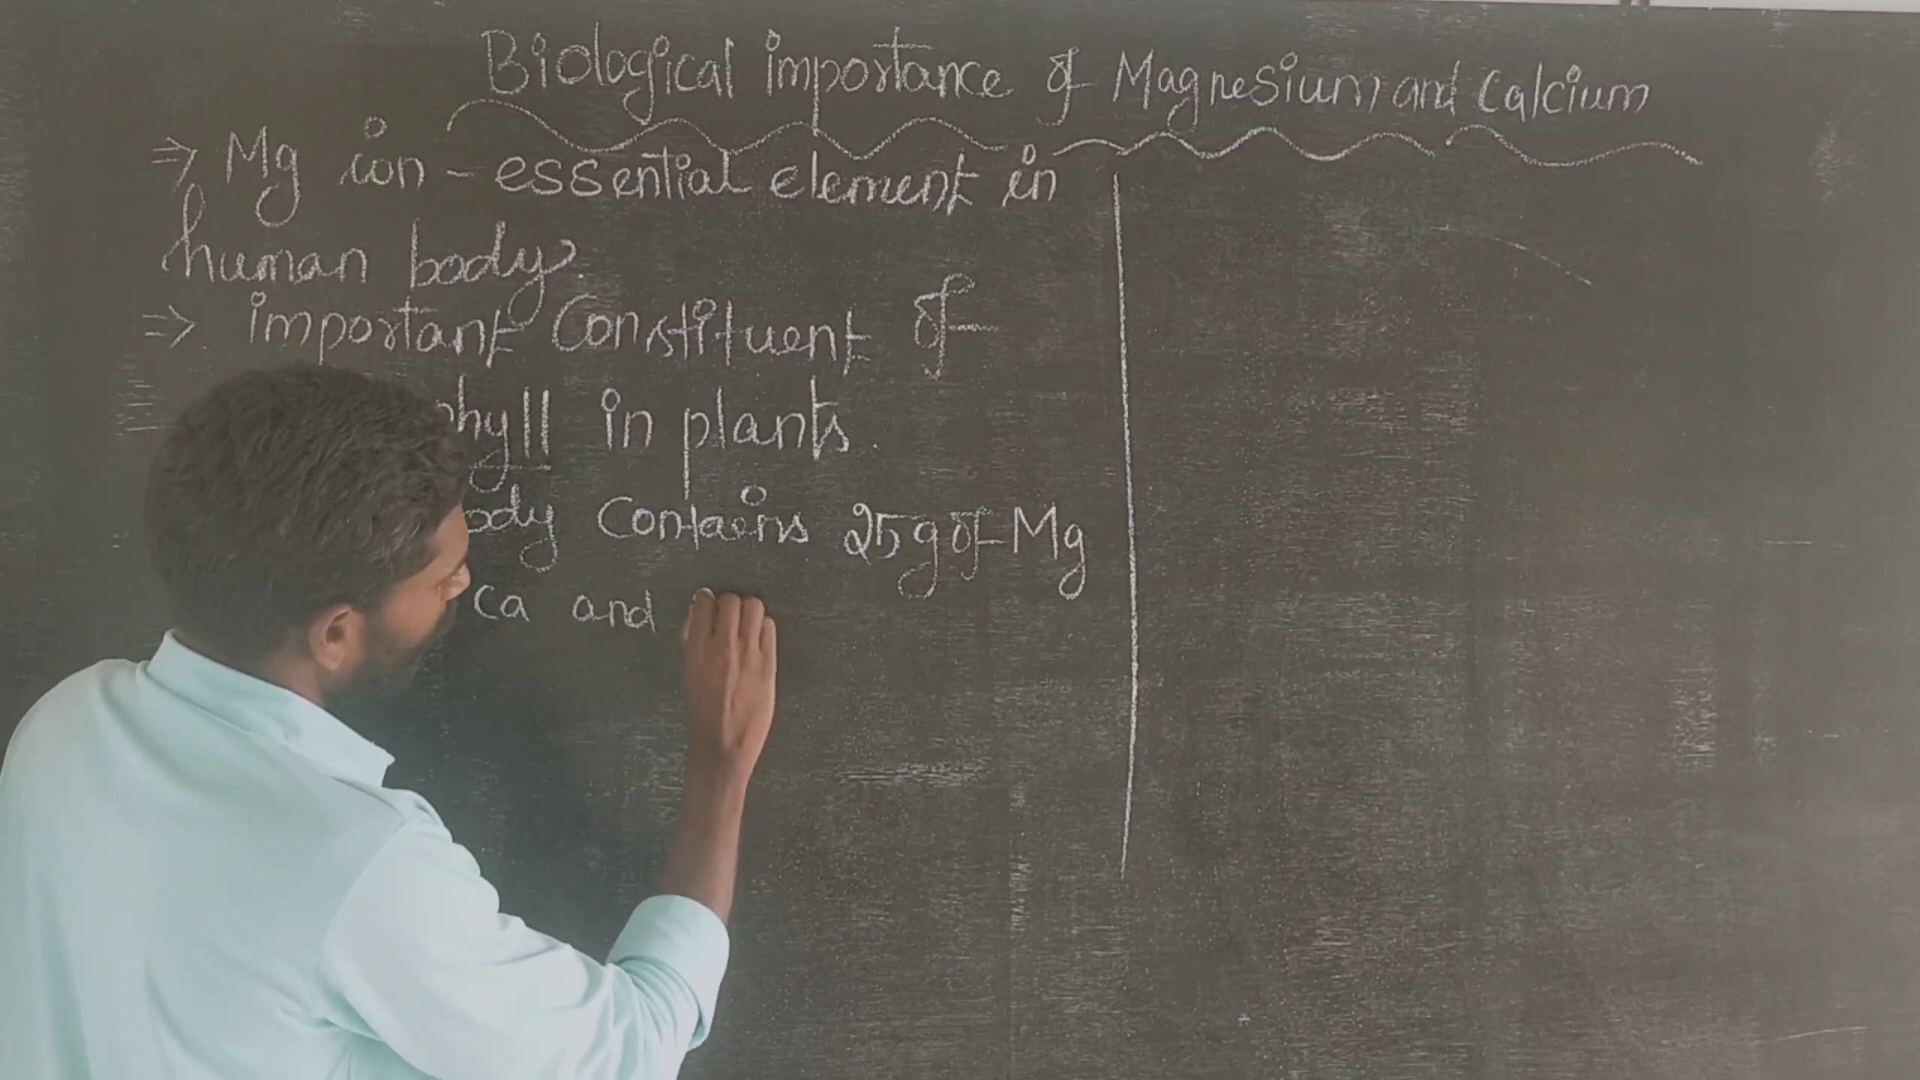 Biological importance of Magnesium and Calcium
⇒ Mg ion - essential element in
human body.
⇒ important Constituent of
hyll in plants.
ody Contains 25g of Mg
Ca and